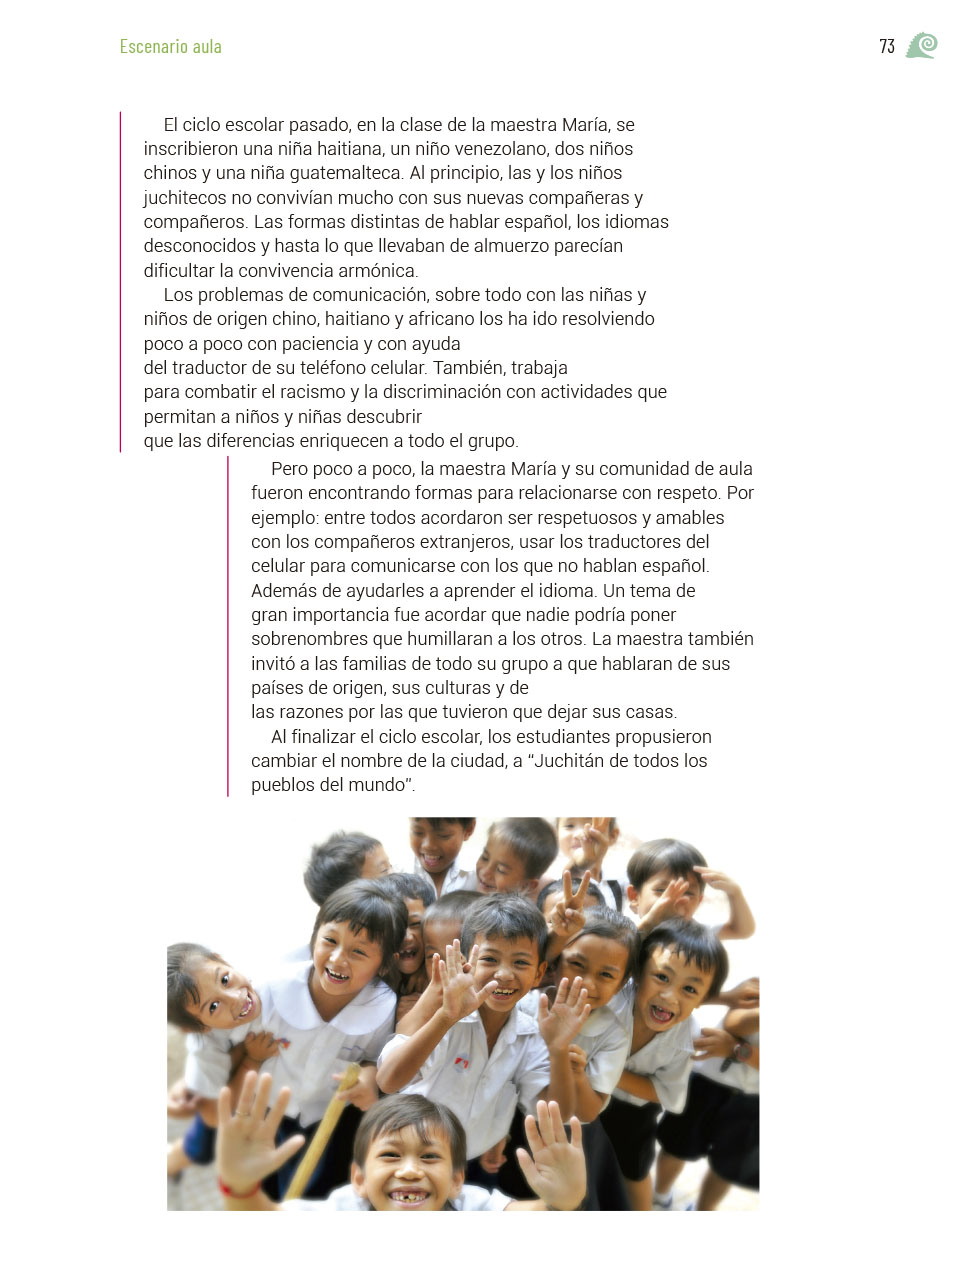 Escenario aula
73
El ciclo escolar pasado, en la clase de la maestra María, se
inscribieron una niña haitiana, un niño venezolano, dos niños
chinos y una niña guatemalteca. Al principio, las y los niños
juchitecos no convivían mucho con sus nuevas compañeras y
compañeros. Las formas distintas de hablar español, los idiomas
desconocidos y hasta lo que llevaban de almuerzo parecían
dificultar la convivencia armónica.
Los problemas de comunicación, sobre todo con las niñas y
niños de origen chino, haitiano y africano los ha ido resolviendo
poco a poco con paciencia y con ayuda
del traductor de su teléfono celular. También, trabaja
para combatir el racismo y la discriminación con actividades que
permitan a niños y niñas descubrir
que las diferencias enriquecen a todo el grupo.
Pero poco a poco, la maestra María y su comunidad de aula
fueron encontrando formas para relacionarse con respeto. Por
ejemplo: entre todos acordaron ser respetuosos y amables
con los compañeros extranjeros, usar los traductores del
celular para comunicarse con los que no hablan español.
Además de ayudarles a aprender el idioma. Un tema de
gran importancia fue acordar que nadie podría poner
sobrenombres que humillaran a los otros. La maestra también
invitó a las familias de todo su grupo a que hablaran de sus
países de origen, sus culturas y de
las razones por las que tuvieron que dejar sus casas.
Al finalizar el ciclo escolar, los estudiantes propusieron
cambiar el nombre de la ciudad, a “Juchitán de todos los
pueblos del mundo”.